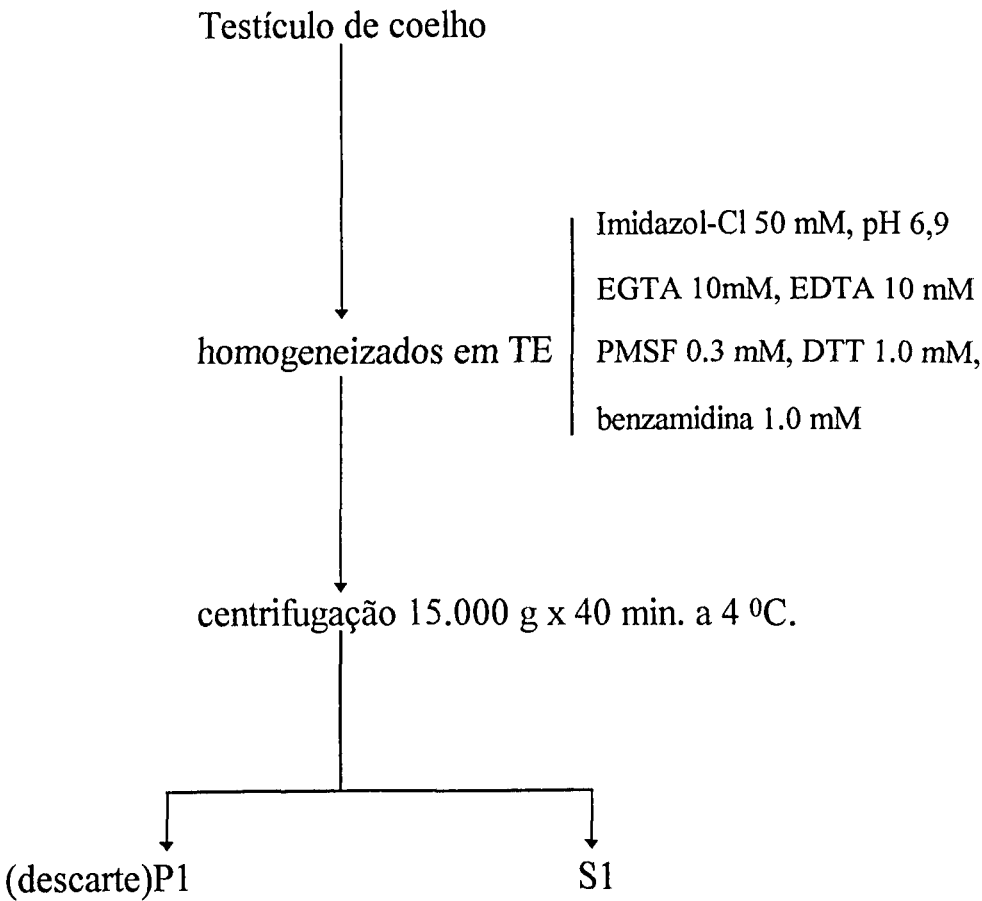 Testículo de coelho
homogeneizados em TE
Imidazol-Cl 50 mM, pH 6,9
EGTA 10mM, EDTA 10 mM
PMSF 0.3 mM, DTT 1.0 mM,
benzamidina 1.0 mM
centrifugação 15.000 g x 40 min. a 4 ⁰C.
(descarte)P1
S1